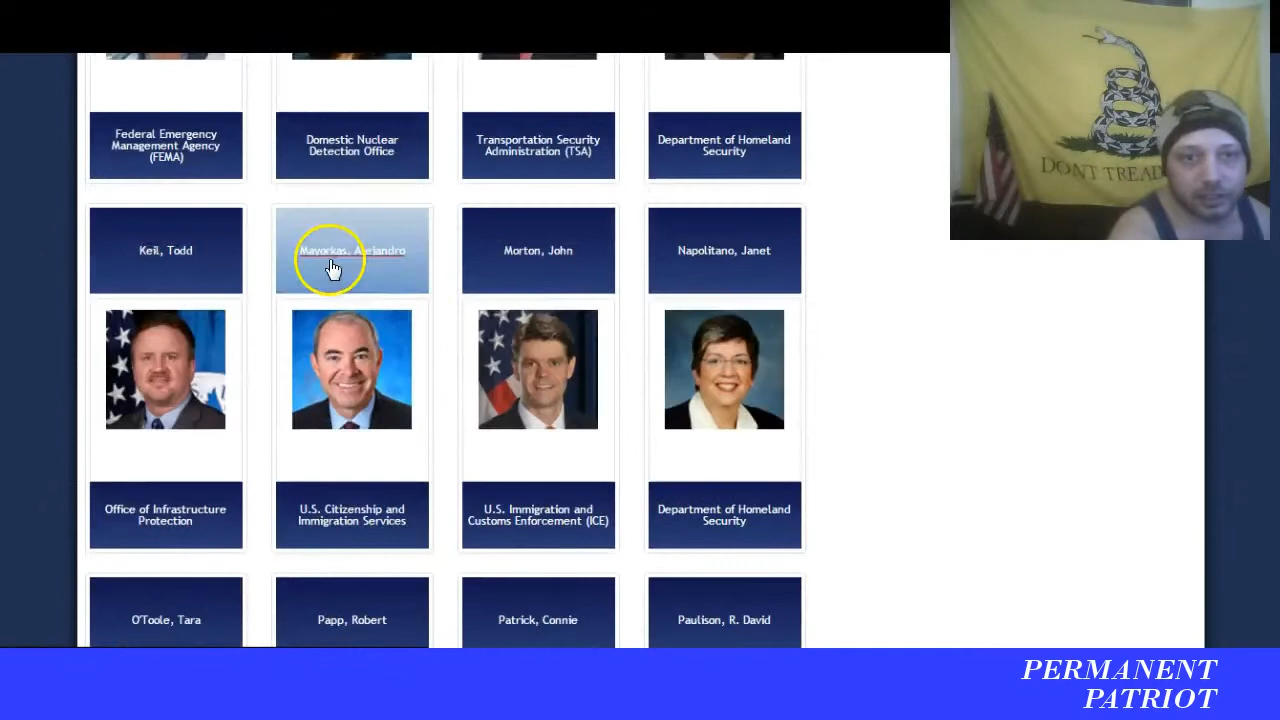 Federal Emergency
Management Agency
(FEMA)
Domestic Nuclear
Detection Office
Transportation Security
Administration (TSA)
Department of Homeland
Security
DONT TREAD
Keil, Todd
Mayorkas, Alejandro
Morton, John
Napolitano, Janet
Office of Infrastructure
Protection
U.S. Citizenship and
Immigration Services
U.S. Immigration and
Customs Enforcement (ICE)
Department of Homeland
Security
O'Toole, Tara
Papp, Robert
Patrick, Connie
Paulison, R. David
PERMANENT
PATRIOT